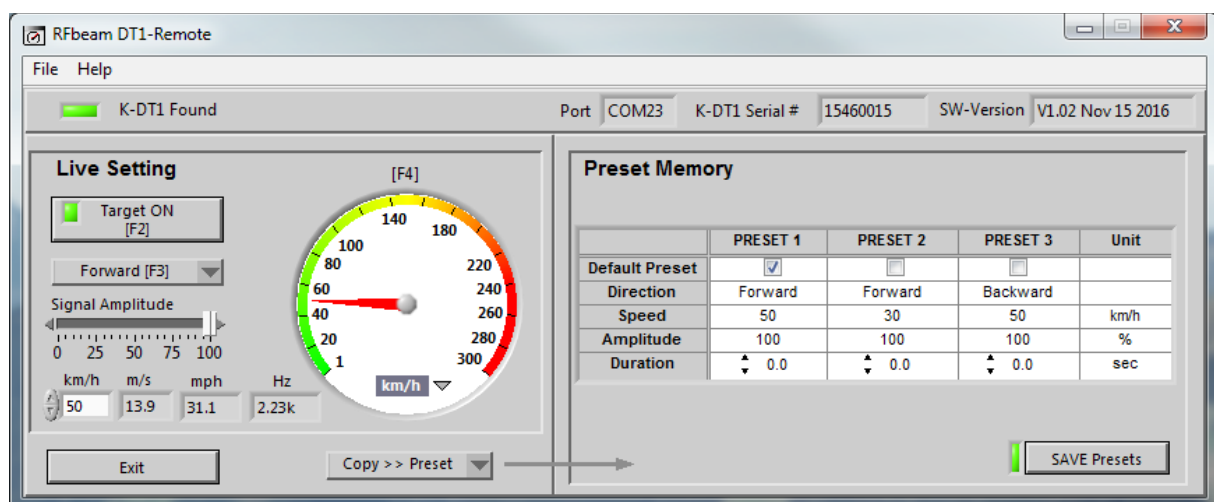 RFbeam DT1-Remote
File Help
K-DT1 Found
Port COM23 K-DT1 Serial # 15460015 SW-Version V1.02 Nov 15 2016
Live Setting
Target ON
[F2]
Forward [F3]
Signal Amplitude
0 25 50 75 100
km/h m/s mph Hz
50 13.9 31.1 2.23k
Exit
[F4]
1 20 40 60 80 100 140 180 220 240 260 280 300
km/h
Copy >> Preset
Preset Memory
PRESET 1 PRESET 2 PRESET 3 Unit
Default Preset
Direction Forward Forward Backward
Speed 50 30 50 km/h
Amplitude 100 100 100 %
Duration 0.0 0.0 0.0 sec
SAVE Presets